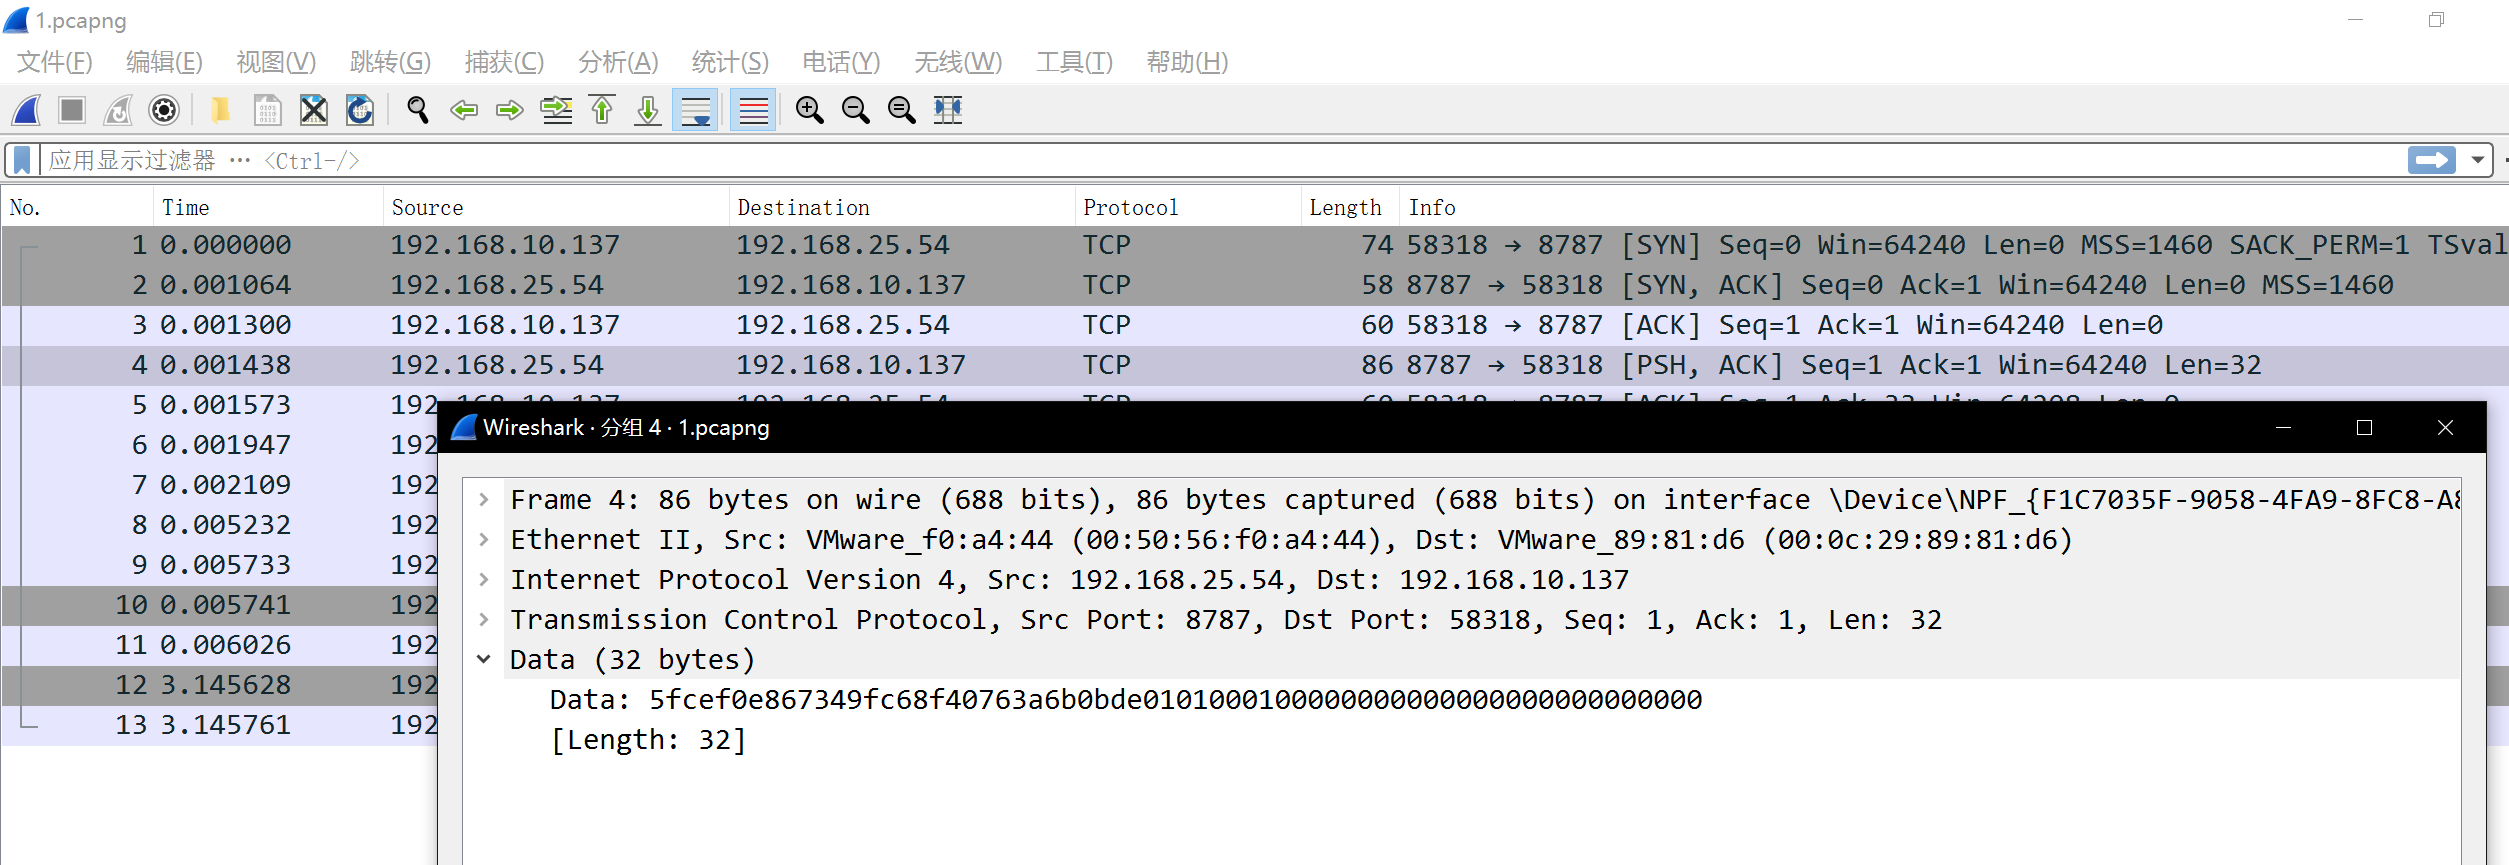 1.pcapng
文件(F) 编辑(E) 视图(V) 跳转(G) 捕获(C) 分析(A) 统计(S) 电话(Y) 无线(W) 工具(T) 帮助(H)
应用显示过滤器 … <Ctrl-/>
No. Time Source Destination Protocol Length Info
1 0.000000 192.168.10.137 192.168.25.54 TCP 74 58318 → 8787 [SYN] Seq=0 Win=64240 Len=0 MSS=1460 SACK_PERM=1 TSval
2 0.001064 192.168.25.54 192.168.10.137 TCP 58 8787 → 58318 [SYN, ACK] Seq=0 Ack=1 Win=64240 Len=0 MSS=1460
3 0.001300 192.168.10.137 192.168.25.54 TCP 60 58318 → 8787 [ACK] Seq=1 Ack=1 Win=64240 Len=0
4 0.001438 192.168.25.54 192.168.10.137 TCP 86 8787 → 58318 [PSH, ACK] Seq=1 Ack=1 Win=64240 Len=32
5 0.001573 192
6 0.001947 192
7 0.002109 192
8 0.005232 192
9 0.005733 192
10 0.005741 192
11 0.006026 192
12 3.145628 192
13 3.145761 192
Wireshark · 分组 4 · 1.pcapng
Frame 4: 86 bytes on wire (688 bits), 86 bytes captured (688 bits) on interface \Device\NPF_{F1C7035F-9058-4FA9-8FC8-A8
Ethernet II, Src: VMware_f0:a4:44 (00:50:56:f0:a4:44), Dst: VMware_89:81:d6 (00:0c:29:89:81:d6)
Internet Protocol Version 4, Src: 192.168.25.54, Dst: 192.168.10.137
Transmission Control Protocol, Src Port: 8787, Dst Port: 58318, Seq: 1, Ack: 1, Len: 32
Data (32 bytes)
Data: 5fcef0e867349fc68f40763a6b0bde0101000100000000000000000000000000
[Length: 32]